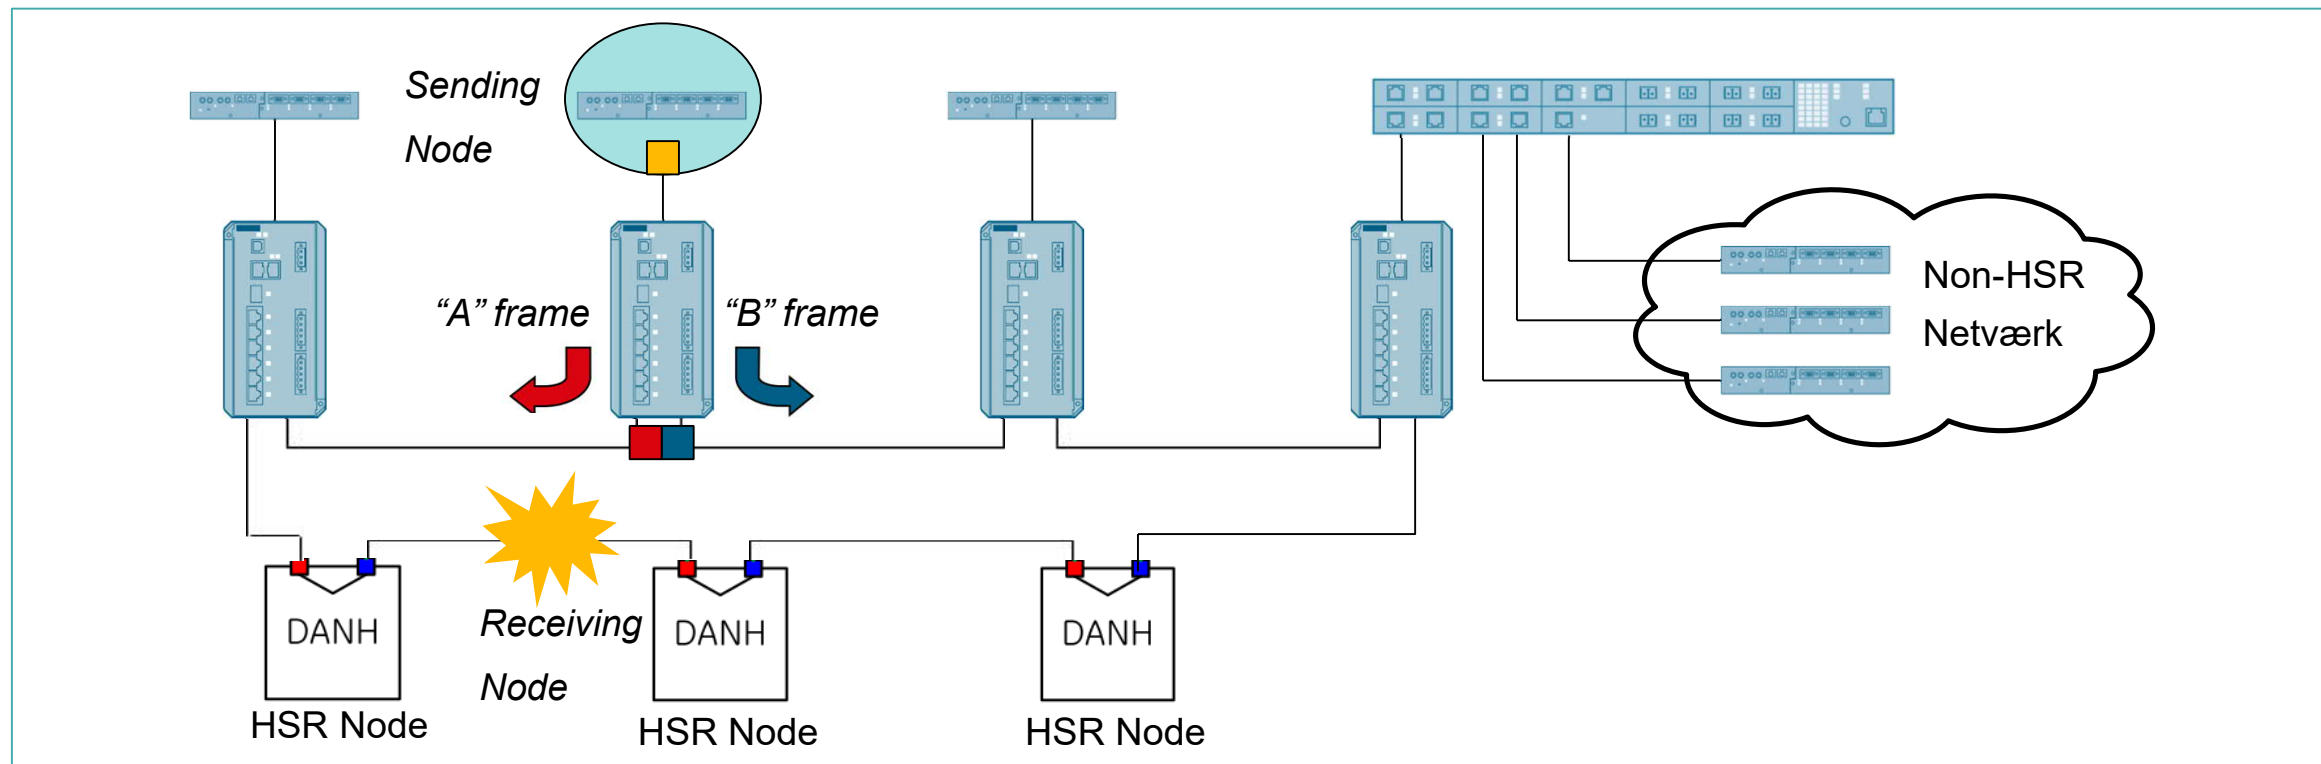 Sending
Node
“A” frame
“B” frame
Non-HSR
Netværk
Receiving
Node
DANH
DANH
DANH
HSR Node
HSR Node
HSR Node